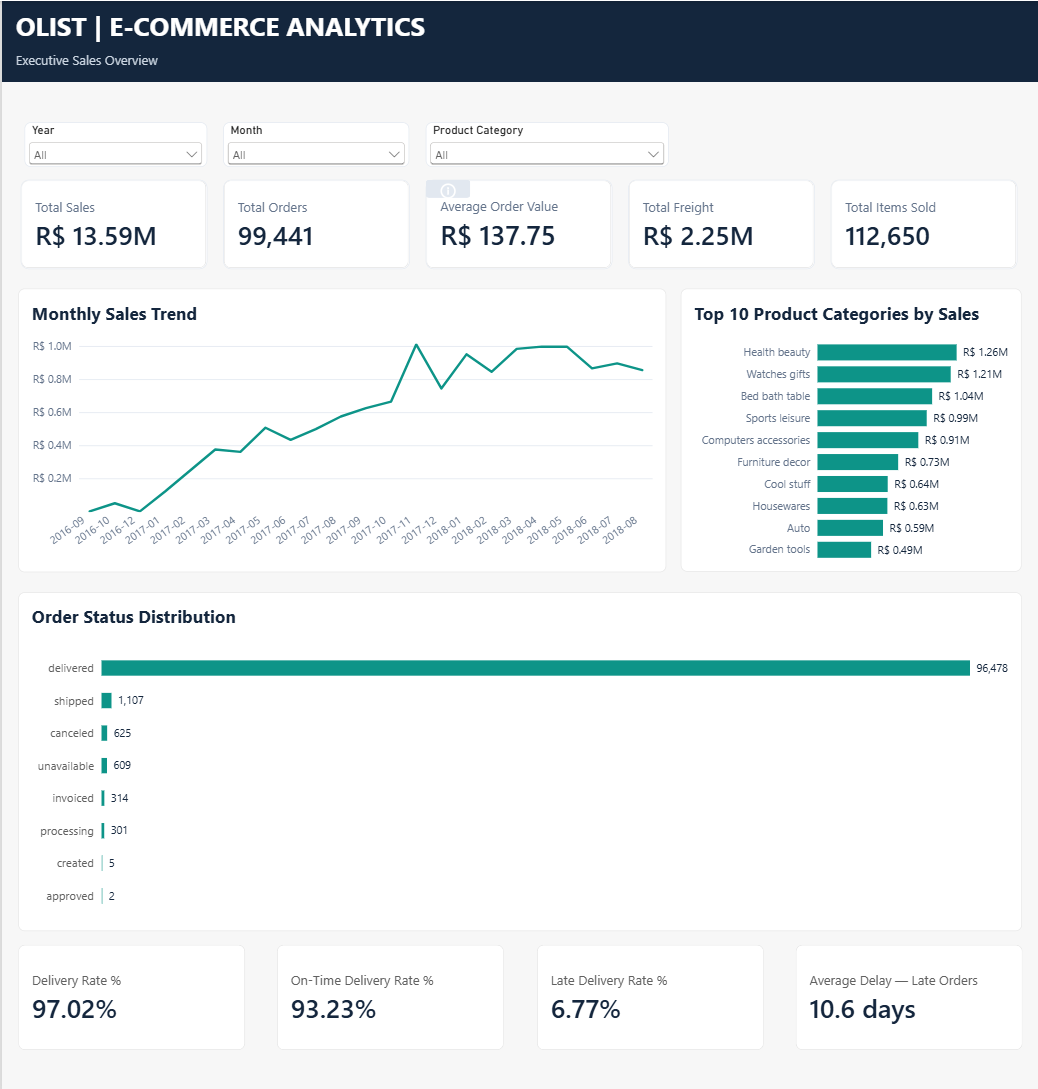 OLIST | E-COMMERCE ANALYTICS
Executive Sales Overview
Year
All
Month
All
Product Category
All
Total Sales
R$ 13.59M
Total Orders
99,441
Average Order Value
R$ 137.75
Total Freight
R$ 2.25M
Total Items Sold
112,650
Monthly Sales Trend
R$ 1.0M
R$ 0.8M
R$ 0.6M
R$ 0.4M
R$ 0.2M
2016-09
2016-10
2016-12
2017-01
2017-02
2017-03
2017-04
2017-05
2017-06
2017-07
2017-08
2017-09
2017-10
2017-11
2017-12
2018-01
2018-02
2018-03
2018-04
2018-05
2018-06
2018-07
2018-08
Top 10 Product Categories by Sales
Health beauty R$ 1.26M
Watches gifts R$ 1.21M
Bed bath table R$ 1.04M
Sports leisure R$ 0.99M
Computers accessories R$ 0.91M
Furniture decor R$ 0.73M
Cool stuff R$ 0.64M
Housewares R$ 0.63M
Auto R$ 0.59M
Garden tools R$ 0.49M
Order Status Distribution
delivered 96,478
shipped 1,107
canceled 625
unavailable 609
invoiced 314
processing 301
created 5
approved 2
Delivery Rate %
97.02%
On-Time Delivery Rate %
93.23%
Late Delivery Rate %
6.77%
Average Delay — Late Orders
10.6 days